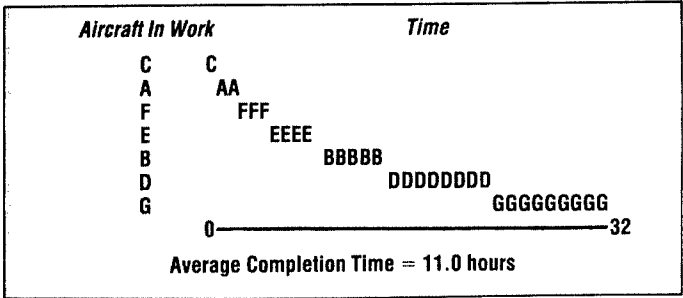 Aircraft In Work Time
C C
A AA
F FFF
E EEEE
B BBBBB
D DDDDDDDD
G GGGGGGGGG
0 32
Average Completion Time = 11.0 hours